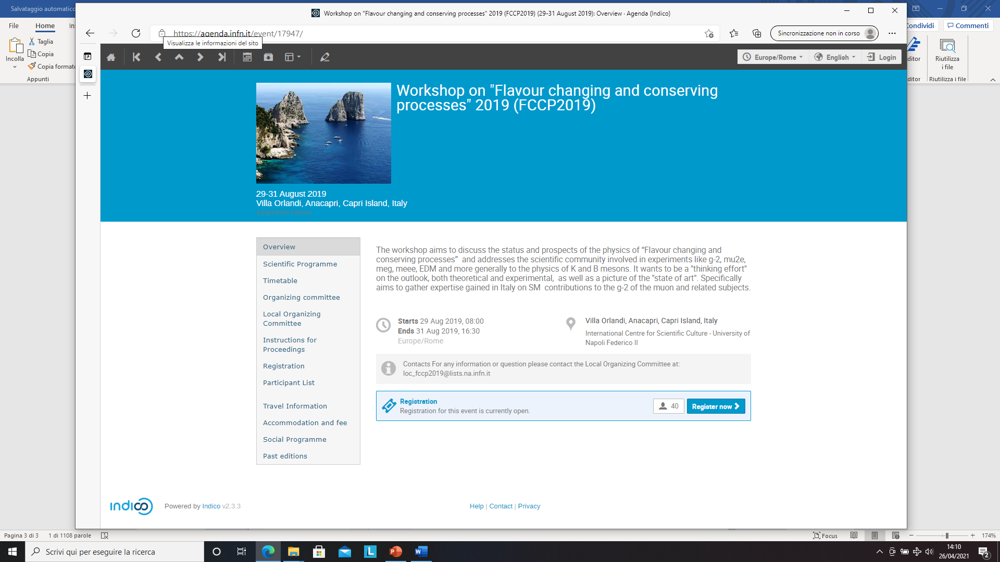 Salvataggio automatico
Workshop on "Flavour changing and conserving processes" 2019 (FCCP2019) (29-31 August 2019): Overview · Agenda (Indico)
File Home In
Condividi Commenti
https://agenda.infn.it/event/17947/
Sincronizzazione non in corso
Visualizza le informazioni del sito
Taglia
Copia
Copia formato
Incolla
Appunti
ditor
Riutilizza
i file
ditor Riutilizza i file
Europe/Rome English Login
Workshop on "Flavour changing and conserving
processes" 2019 (FCCP2019)
29-31 August 2019
Villa Orlandi, Anacapri, Capri Island, Italy
Overview
Scientific Programme
Timetable
Organizing committee
Local Organizing
Committee
Instructions for
Proceedings
Registration
Participant List
Travel Information
Accommodation and fee
Social Programme
Past editions
The workshop aims to discuss the status and prospects of the physics of “Flavour changing and
conserving processes”  and addresses the scientific community involved in experiments like g-2, mu2e,
meg, meee, EDM and more generally to the physics of K and B mesons. It wants to be a "thinking effort"
on the outlook, both theoretical and experimental,  as well as a picture of the "state of art". Specifically
aims to gather expertise gained in Italy on SM  contributions to the g-2 of the muon and related subjects.
Starts 29 Aug 2019, 08:00
Ends 31 Aug 2019, 16:30
Europe/Rome
Villa Orlandi, Anacapri, Capri Island, Italy
International Centre for Scientific Culture - University of
Napoli Federico II
Contacts For any information or question please contact the Local Organizing Committee at:
loc_fccp2019@lists.na.infn.it
Registration
Registration for this event is currently open.
40
Register now
indico
Powered by Indico v2.3.3
Help | Contact | Privacy
Pagina 3 di 3 1 di 1108 parole
Focus
174%
Scrivi qui per eseguire la ricerca
L
P
W
14:10
26/04/2021
2